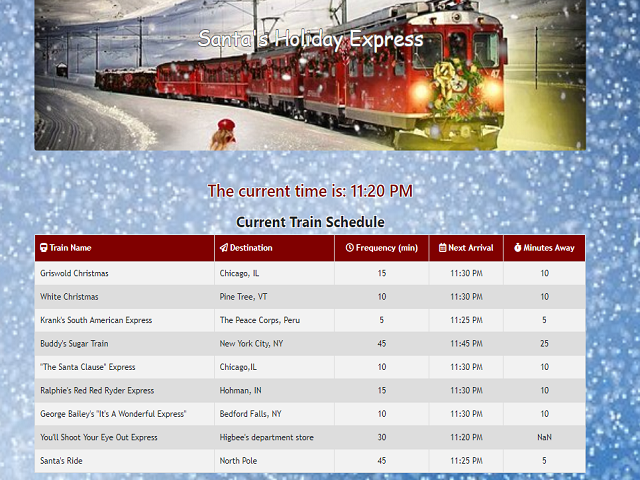 Santa's Holiday Express
47
The current time is: 11:20 PM
Current Train Schedule
Train Name Destination Frequency (min) Next Arrival Minutes Away
Griswold Christmas Chicago, IL 15 11:30 PM 10
White Christmas Pine Tree, VT 10 11:30 PM 10
Krank's South American Express The Peace Corps, Peru 5 11:25 PM 5
Buddy's Sugar Train New York City, NY 45 11:45 PM 25
"The Santa Clause" Express Chicago,IL 10 11:30 PM 10
Ralphie's Red Red Ryder Express Hohman, IN 15 11:30 PM 10
George Bailey's "It's A Wonderful Express" Bedford Falls, NY 10 11:30 PM 10
You'll Shoot Your Eye Out Express Higbee's department store 30 11:20 PM NaN
Santa's Ride North Pole 45 11:25 PM 5